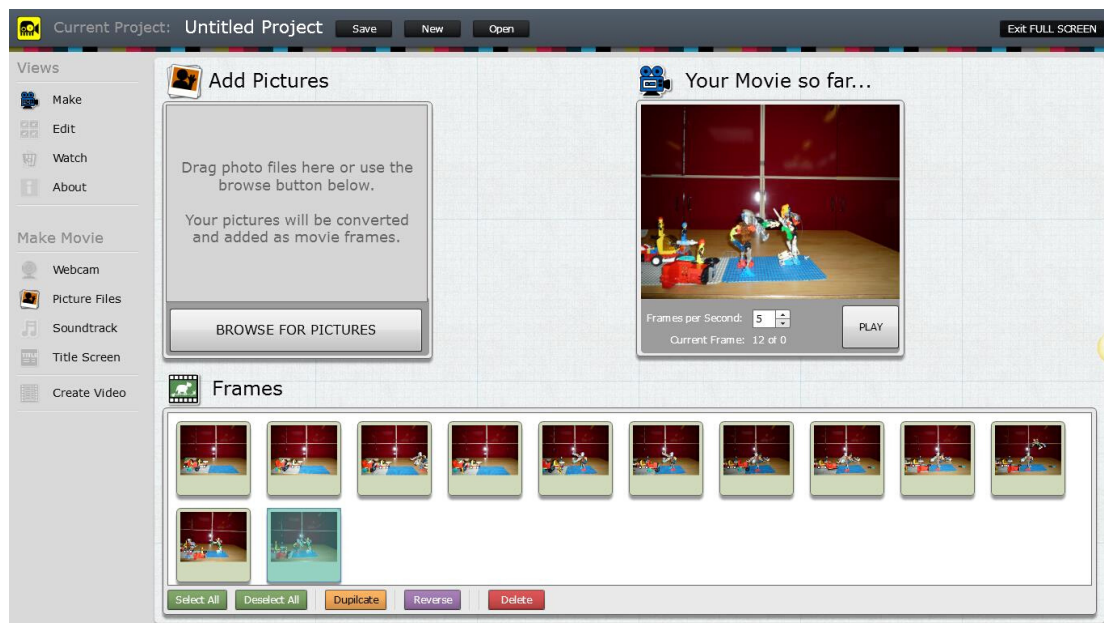 Current Project: Untitled Project Save New Open Exit FULL SCREEN
Views
Make
Edit
Watch
About
Make Movie
Webcam
Picture Files
Soundtrack
Title Screen
Create Video
Add Pictures
Drag photo files here or use the
browse button below.
Your pictures will be converted
and added as movie frames.
BROWSE FOR PICTURES
Your Movie so far...
Frames per Second: 5
Current Frame: 12 of 0
PLAY
Frames
Select All Deselect All Dupilcate Reverse Delete